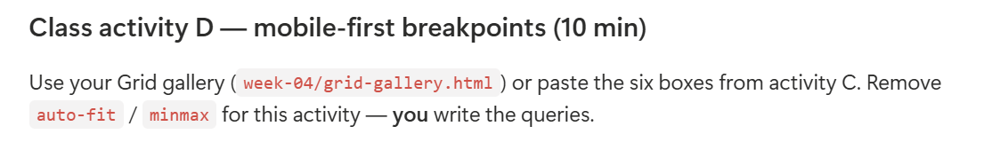 Class activity D — mobile-first breakpoints (10 min)
Use your Grid gallery ( week-04/grid-gallery.html ) or paste the six boxes from activity C. Remove
auto-fit / minmax for this activity — you write the queries.